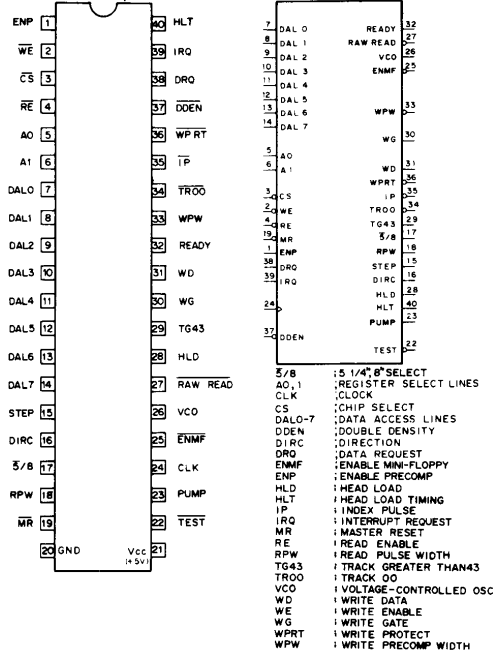 ENP 1 40 HLT
WE 2 39 IRQ
CS 3 38 DRQ
RE 4 37 DDEN
A0 5 36 WPRT
A1 6 35 IP
DAL0 7 34 TROO
DAL1 8 33 WPW
DAL2 9 32 READY
DAL3 10 31 WD
DAL4 11 30 WG
DAL5 12 29 TG43
DAL6 13 28 HLD
DAL7 14 27 RAW READ
STEP 15 26 VCO
DIRC 16 25 ENMF
5/8 17 24 CLK
RPW 18 23 PUMP
MR 19 22 TEST
20 GND Vcc 21
(+5V)
7 DAL 0
8 DAL 1
9 DAL 2
10 DAL 3
11 DAL 4
12 DAL 5
13 DAL 6
14 DAL 7
5 A0
6 A1
3 CS
2 WE
4 RE
19 MR
1 ENP
38 DRQ
39 IRQ
24
37 DDEN
READY 32
RAW READ 27
VCO 26
ENMF 25
WPW 33
WG 30
WD 31
WPRT 36
IP 35
TROO 34
TG43 29
5/8 17
RPW 18
STEP 15
DIRC 16
HLD 28
HLT 40
PUMP 23
TEST 22
5/8 ; 5 1/4", 8" SELECT
A0,1 ; REGISTER SELECT LINES
CLK ; CLOCK
CS ; CHIP SELECT
DAL0-7 ; DATA ACCESS LINES
DDEN ; DOUBLE DENSITY
DIRC ; DIRECTION
DRQ ; DATA REQUEST
ENMF ; ENABLE MINI-FLOPPY
ENP ; ENABLE PRECOMP
HLD ; HEAD LOAD
HLT ; HEAD LOAD TIMING
IP ; INDEX PULSE
IRQ ; INTERRUPT REQUEST
MR ; MASTER RESET
RE ; READ ENABLE
RPW ; READ PULSE WIDTH
TG43 ; TRACK GREATER THAN43
TROO ; TRACK OO
VCO ; VOLTAGE-CONTROLLED OSC
WD ; WRITE DATA
WE ; WRITE ENABLE
WG ; WRITE GATE
WPRT ; WRITE PROTECT
WPW ; WRITE PRECOMP WIDTH